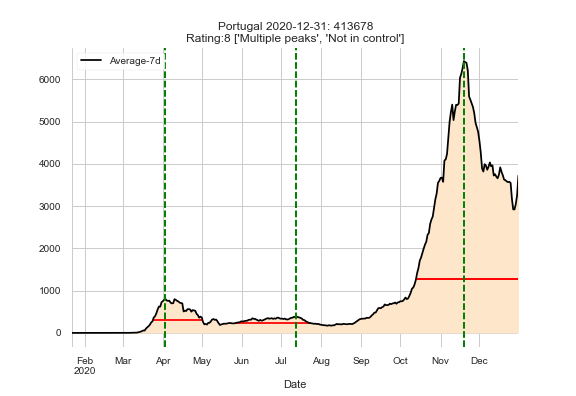 Portugal 2020-12-31: 413678
Rating:8 ['Multiple peaks', 'Not in control']
Average-7d
6000
5000
4000
3000
2000
1000
0
Feb Mar Apr May Jun Jul Aug Sep Oct Nov Dec
2020
Date